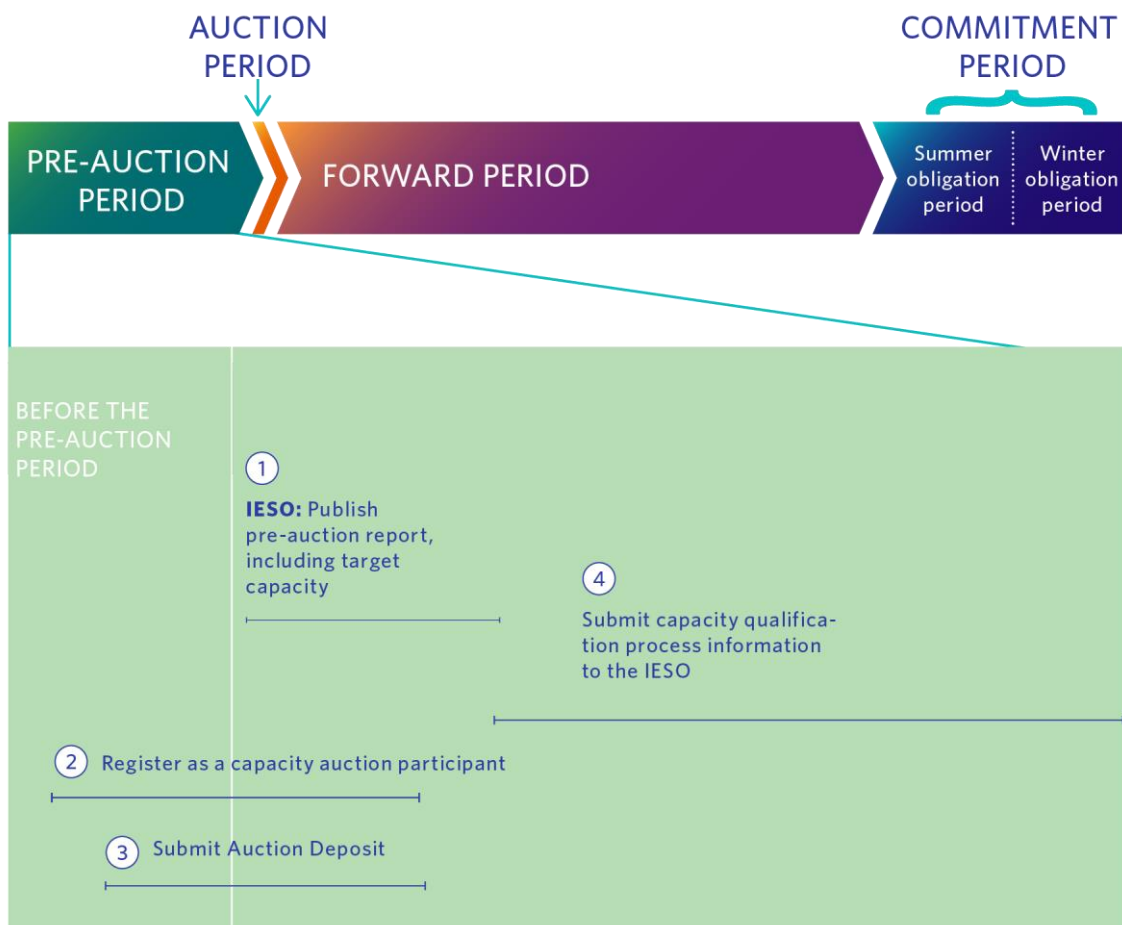 AUCTION
PERIOD
COMMITMENT
PERIOD
PRE-AUCTION
PERIOD
FORWARD PERIOD
Summer
obligation
period
Winter
obligation
period
BEFORE THE
PRE-AUCTION
PERIOD
1
IESO: Publish
pre-auction report,
including target
capacity
4
Submit capacity qualifica-
tion process information
to the IESO
2 Register as a capacity auction participant
3 Submit Auction Deposit